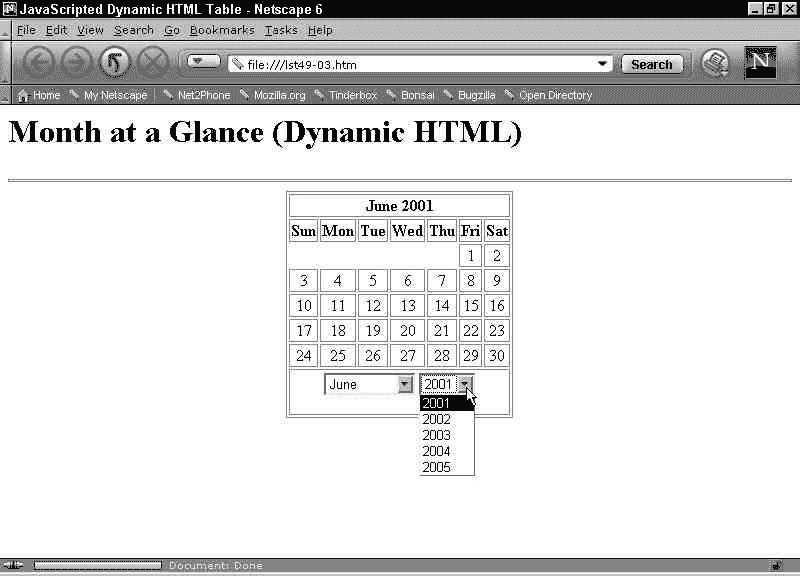 JavaScripted Dynamic HTML Table - Netscape 6
File Edit View Search Go Bookmarks Tasks Help
file:///lst49-03.htm Search N
Home My Netscape Net2Phone Mozilla.org Tinderbox Bonsai Bugzilla Open Directory
Month at a Glance (Dynamic HTML)
June 2001
Sun Mon Tue Wed Thu Fri Sat
1 2
3 4 5 6 7 8 9
10 11 12 13 14 15 16
17 18 19 20 21 22 23
24 25 26 27 28 29 30
June 2001
2001
2002
2003
2004
2005
Document: Done